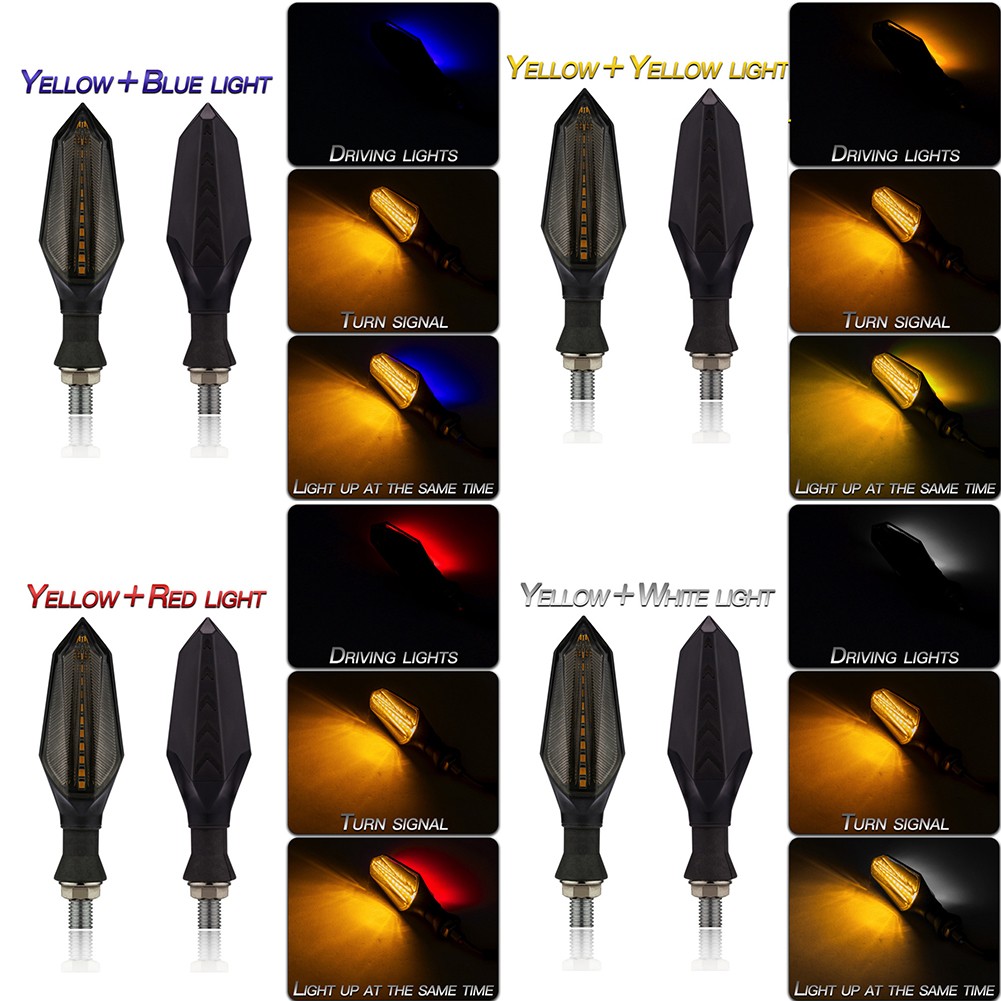 Yellow+Blue light
Driving lights
Turn signal
Light up at the same time
Yellow+Yellow light
Driving lights
Turn signal
Light up at the same time
Yellow+Red light
Driving lights
Turn signal
Light up at the same time
Yellow+White light
Driving lights
Turn signal
Light up at the same time